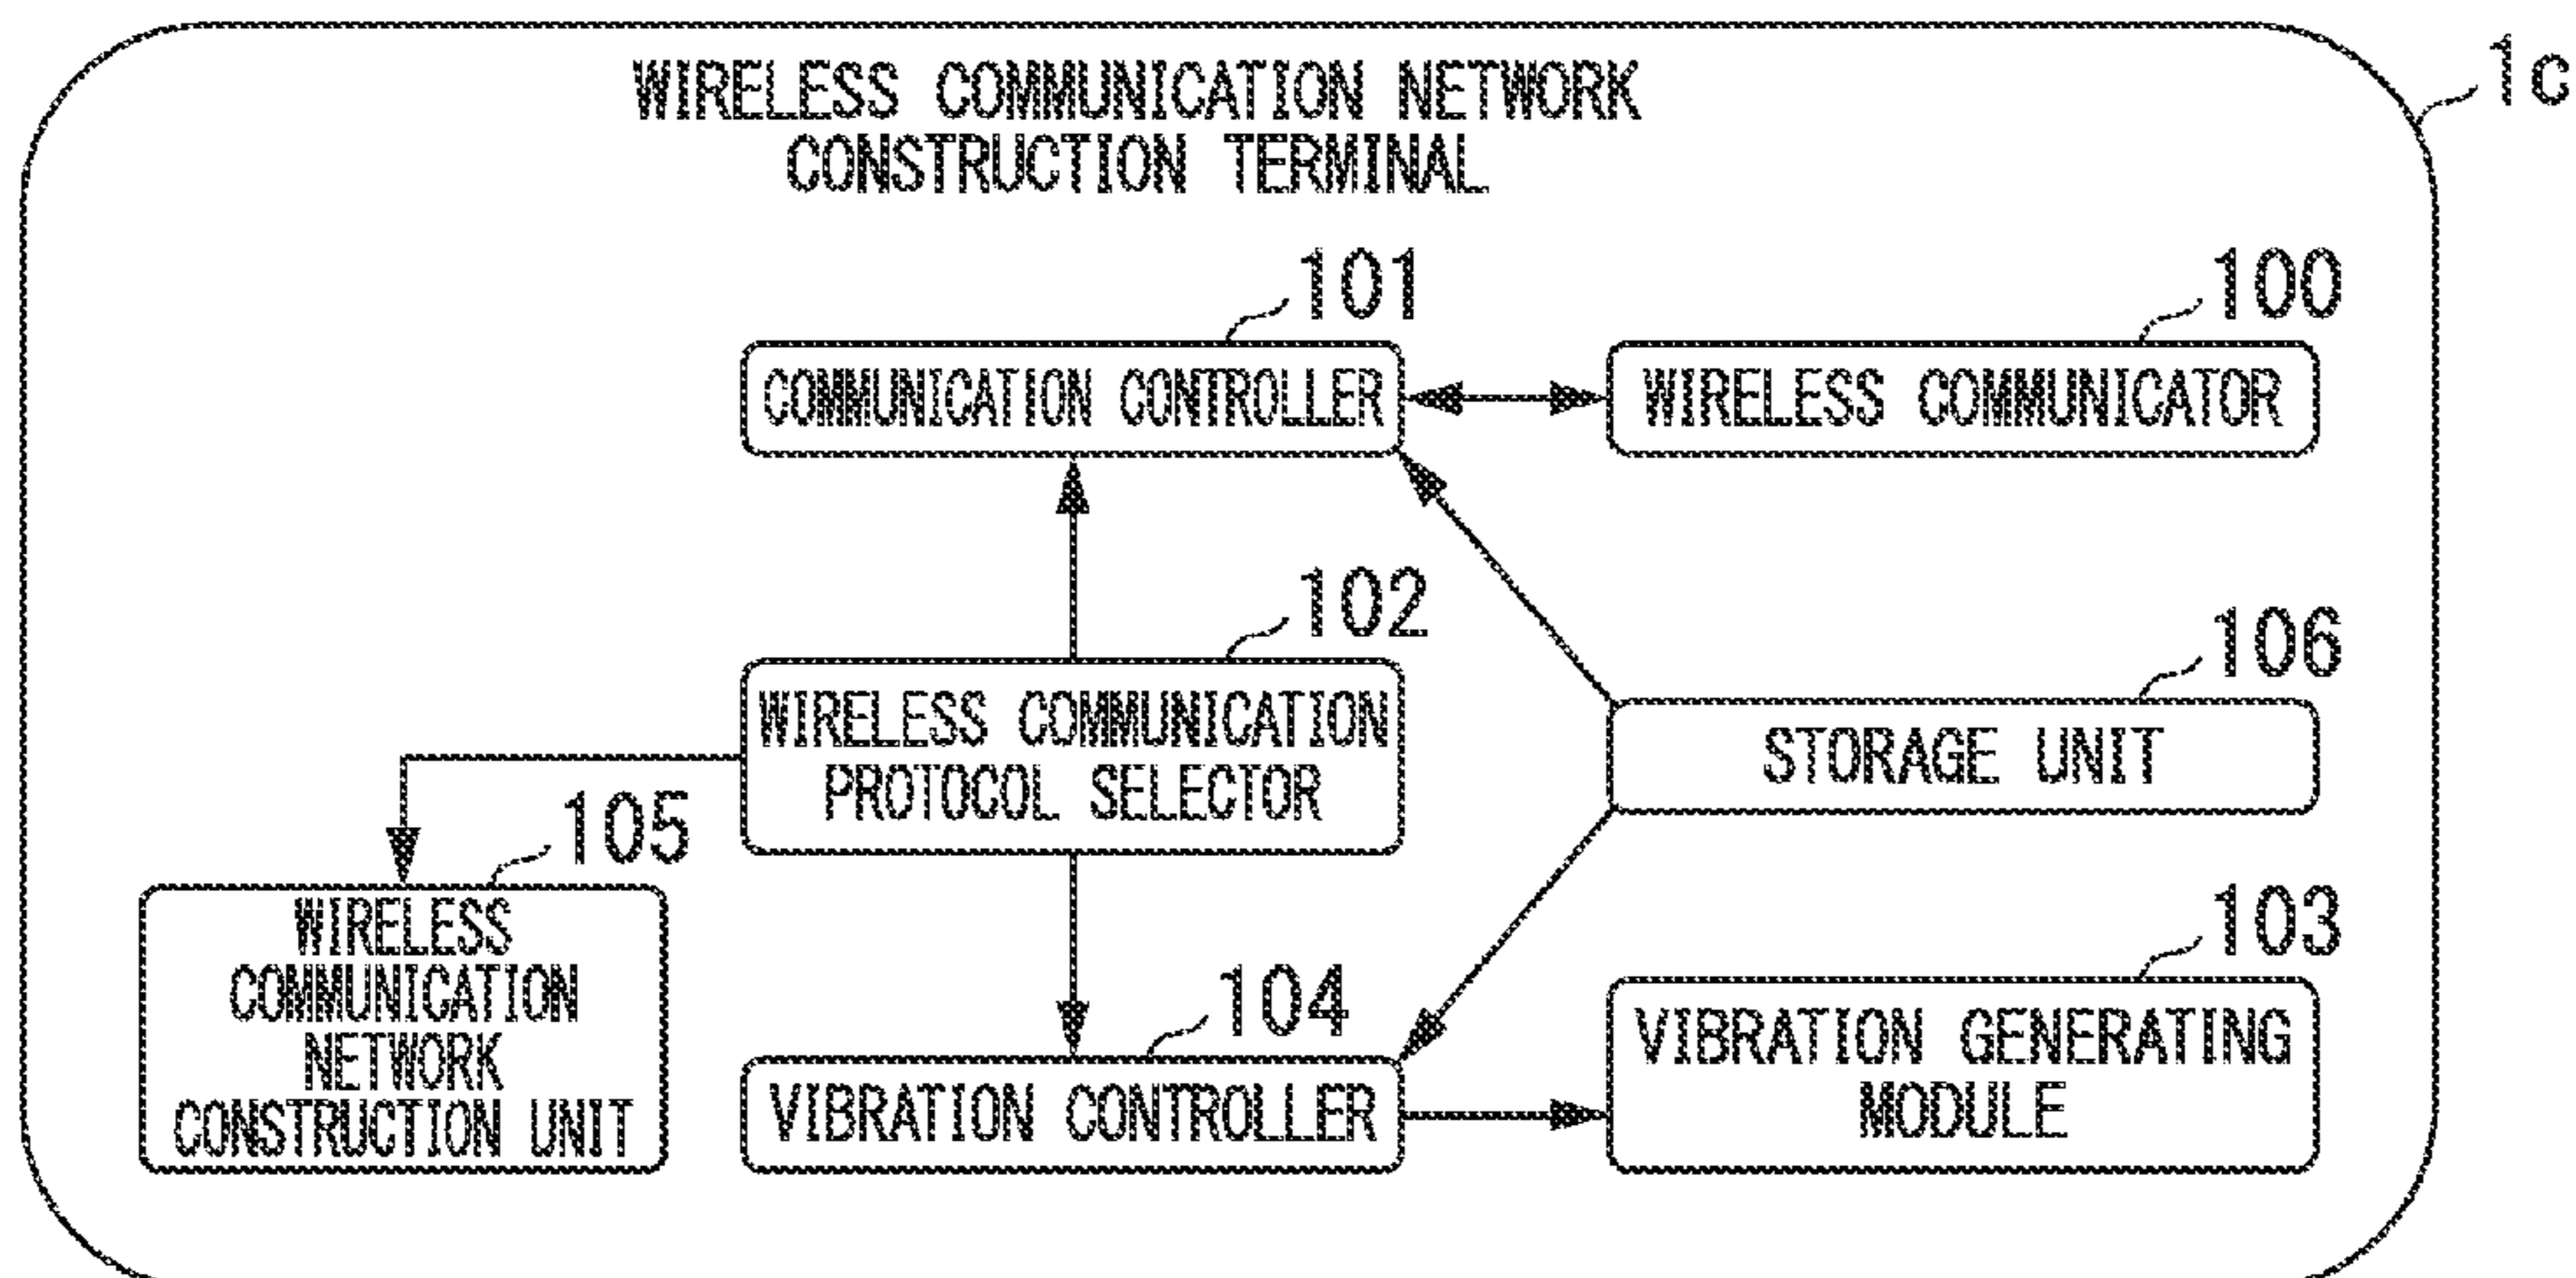 WIRELESS COMMUNICATION NETWORK
CONSTRUCTION TERMINAL
1c
101
COMMUNICATION CONTROLLER
100
WIRELESS COMMUNICATOR
102
WIRELESS COMMUNICATION
PROTOCOL SELECTOR
106
STORAGE UNIT
105
WIRELESS
COMMUNICATION
NETWORK
CONSTRUCTION UNIT
104
VIBRATION CONTROLLER
103
VIBRATION GENERATING
MODULE